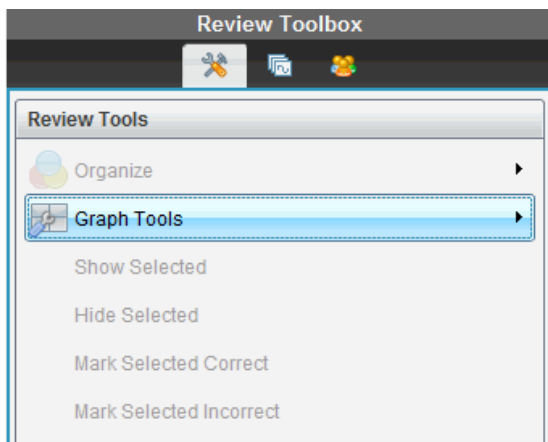 Review Toolbox
Review Tools
Organize
Graph Tools
Show Selected
Hide Selected
Mark Selected Correct
Mark Selected Incorrect